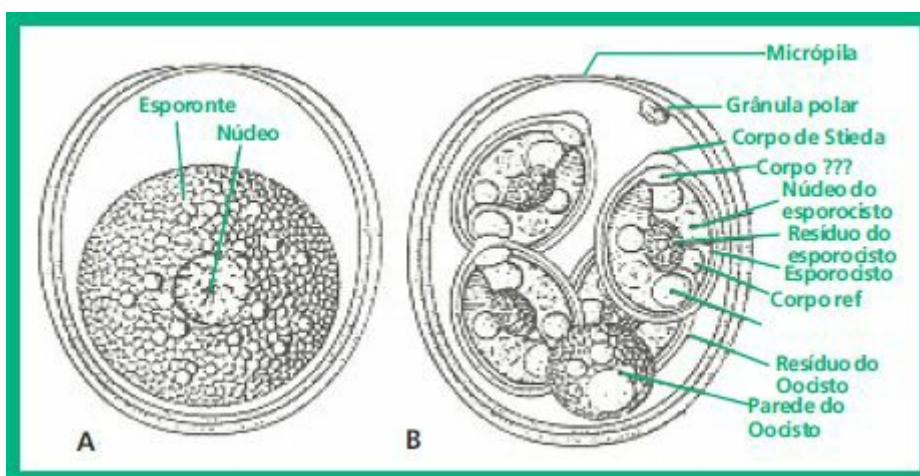 Esporonte
Núcleo
A
B
Micrópila
Grânula polar
Corpo de Stieda
Corpo ???
Núcleo do
esporocisto
Resíduo do
esporocisto
Esporocisto
Corpo ref
Resíduo do
Oocisto
Parede do
Oocisto